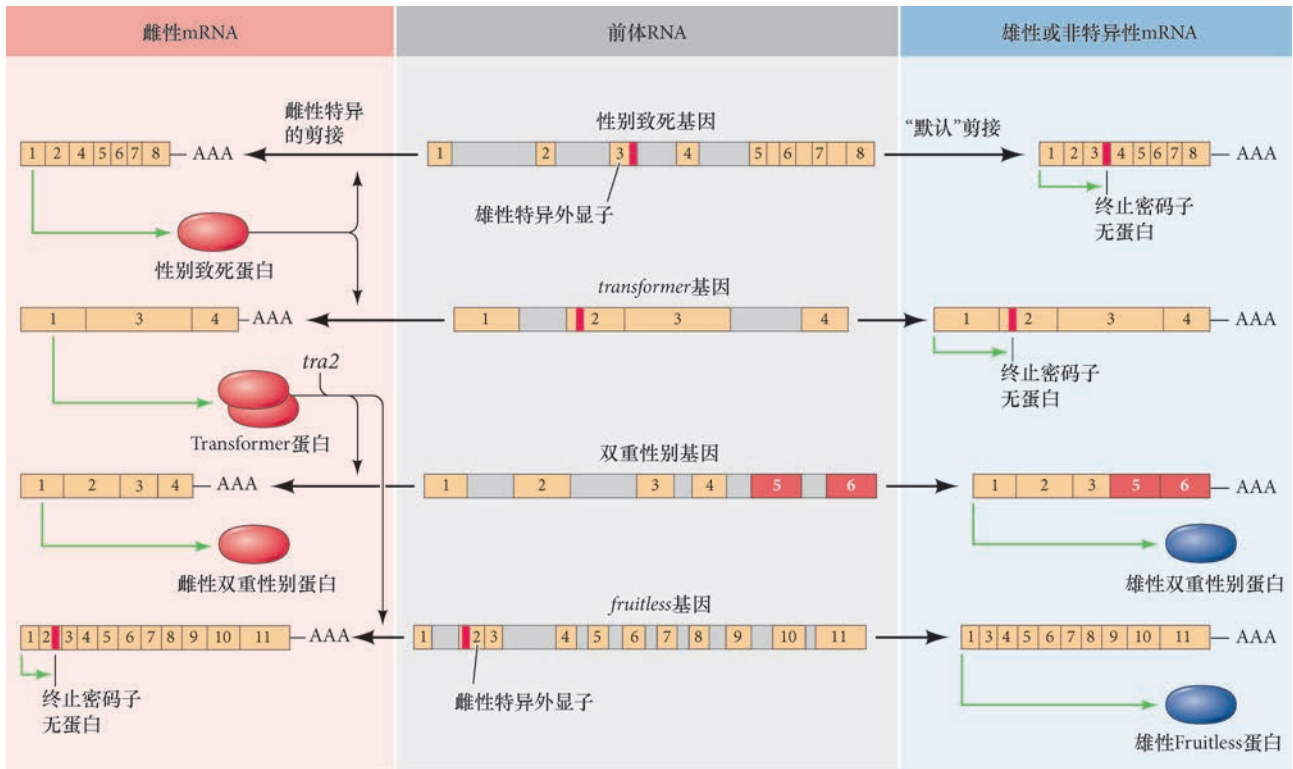 雌性mRNA
前体RNA
雄性或非特异性mRNA
雌性特异
的剪接
性别致死基因
“默认”剪接
1 2 4 5 6 7 8 AAA
1 2 3 4 5 6 7 8
1 2 3 4 5 6 7 8 AAA
雄性特异外显子
终止密码子
无蛋白
性别致死蛋白
transformer基因
1 3 4 AAA
1 2 3 4
1 2 3 4 AAA
tra2
终止密码子
无蛋白
Transformer蛋白
双重性别基因
1 2 3 4 AAA
1 2 3 4 5 6
1 2 3 5 6 AAA
雌性双重性别蛋白
雄性双重性别蛋白
fruitless基因
1 2 3 4 5 6 7 8 9 10 11 AAA
1 2 3 4 5 6 7 8 9 10 11
1 3 4 5 6 7 8 9 10 11 AAA
终止密码子
无蛋白
雌性特异外显子
雄性Fruitless蛋白